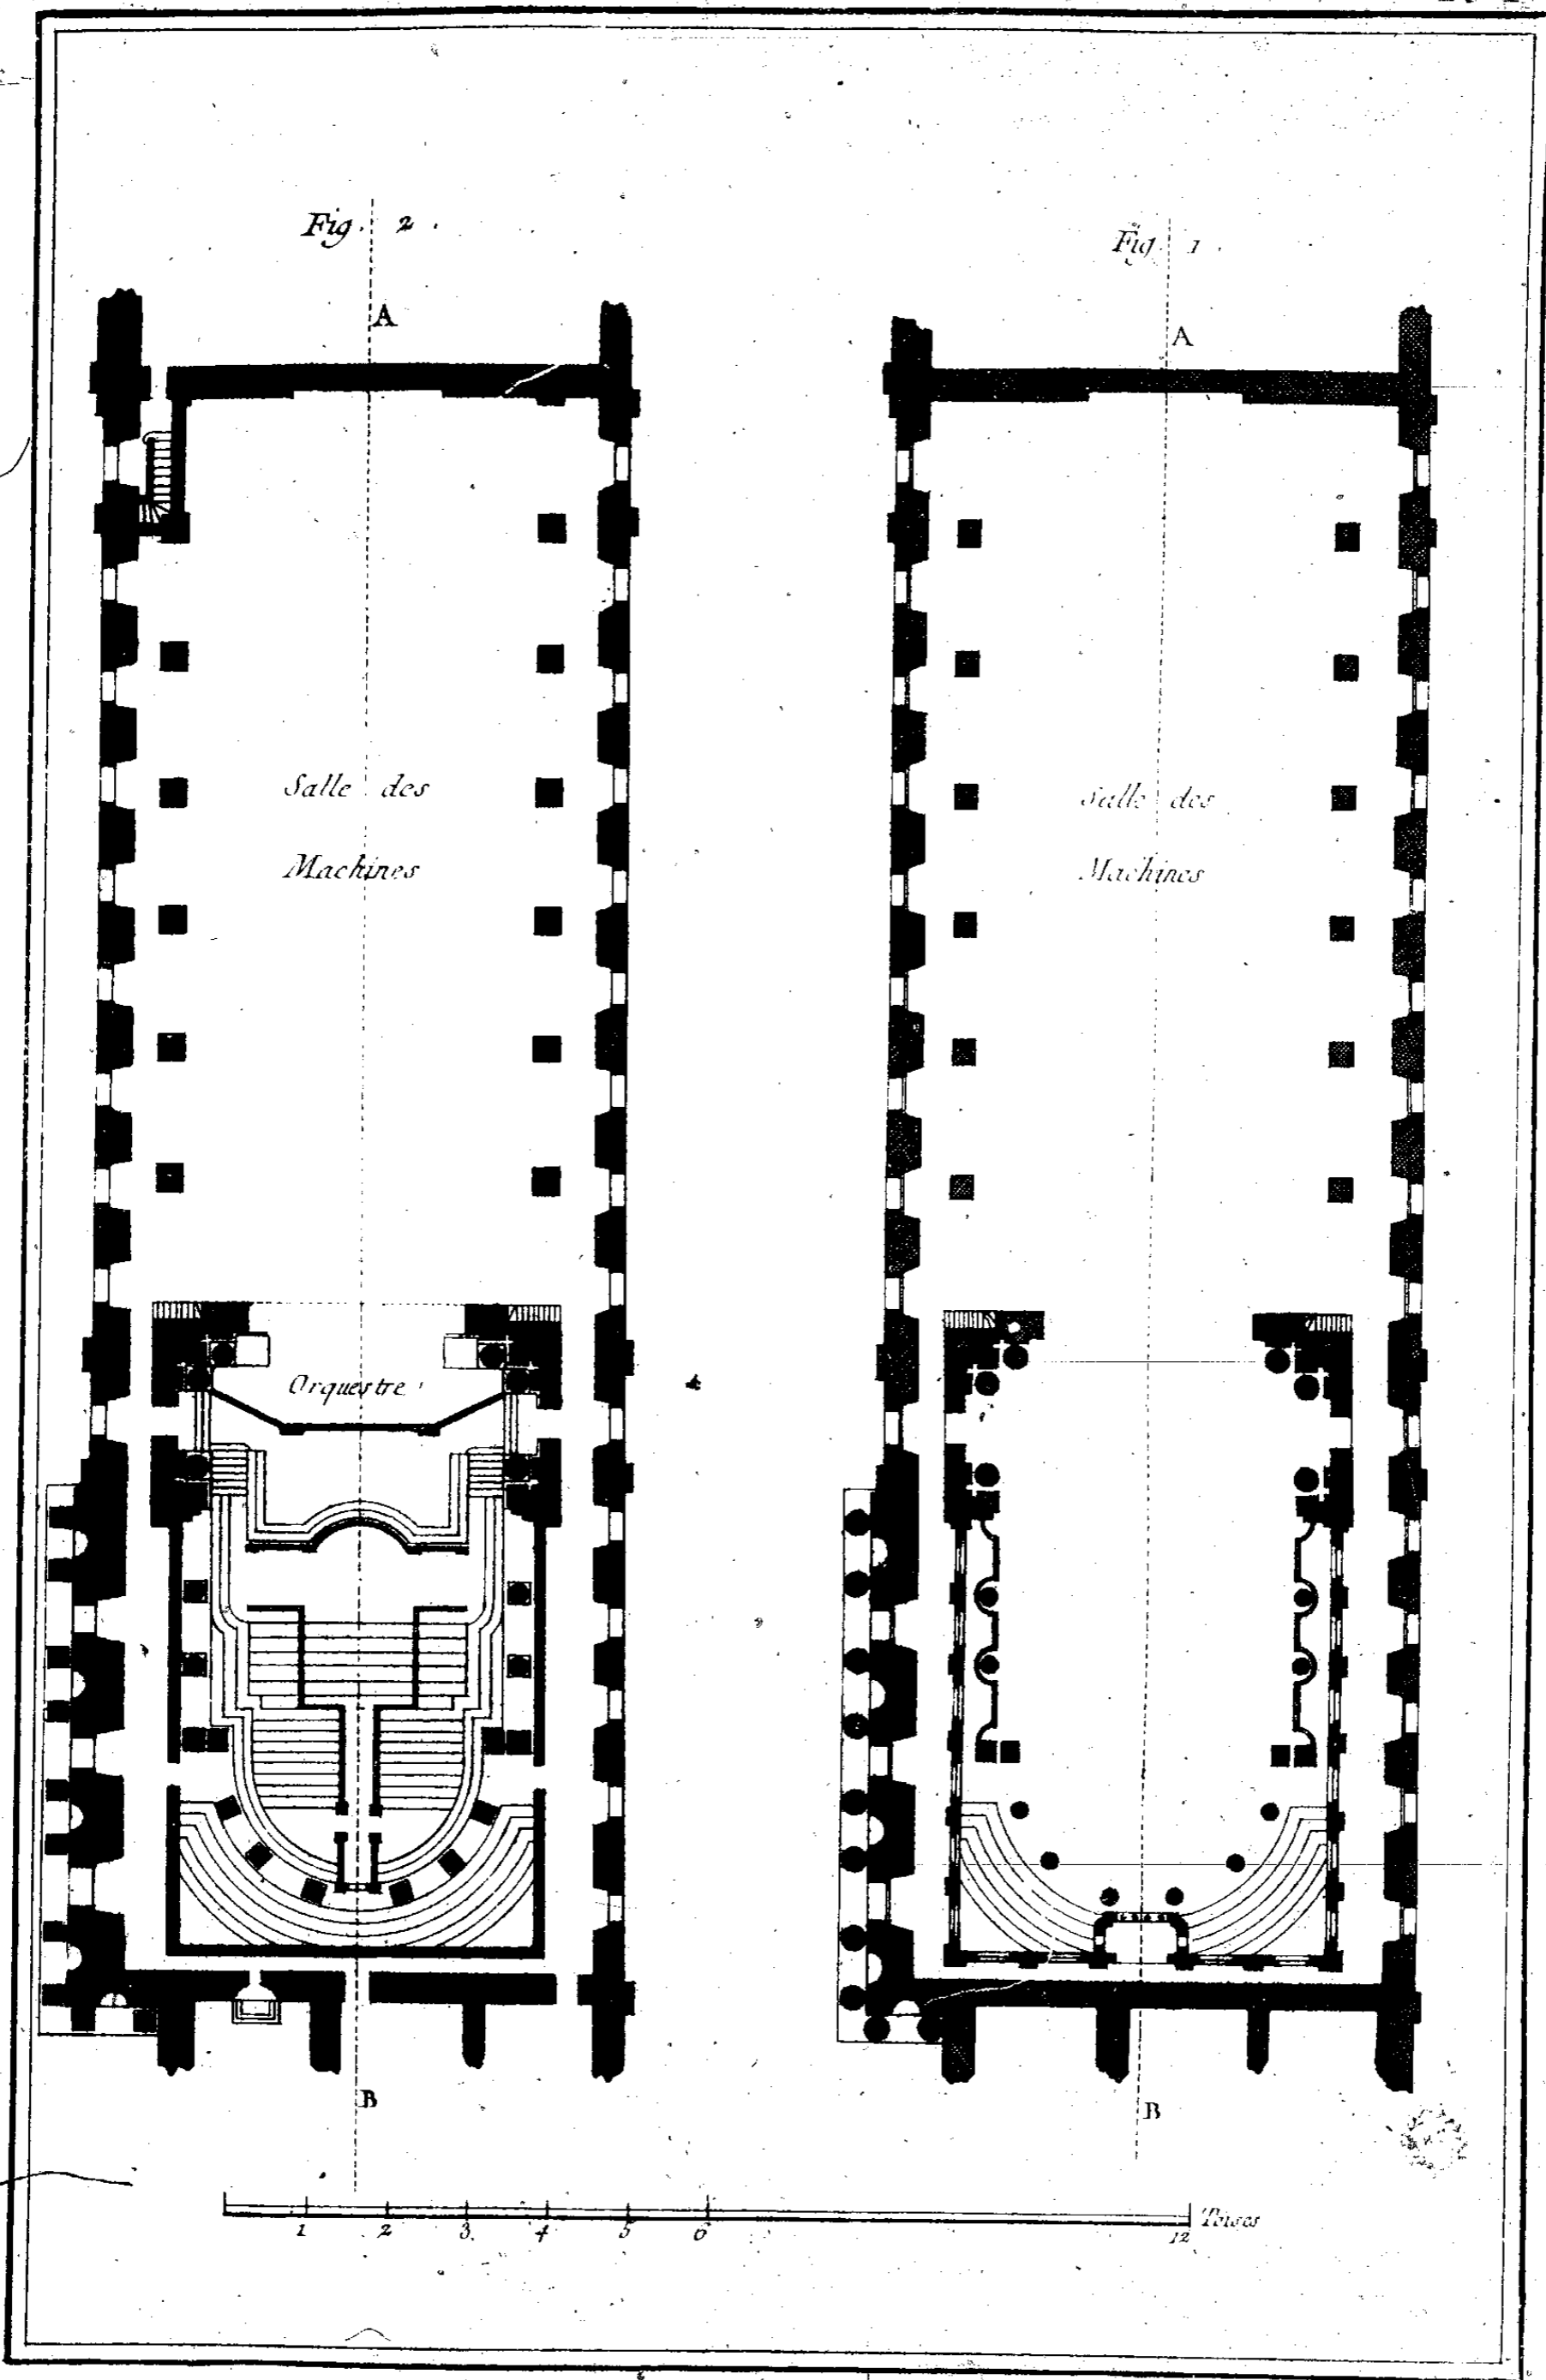 Fig. 2.
Fig. 1.
A
A
Salle des
Machines
Salle des
Machines
Orquestre
B
B
1 2 3. 4 5 6 12 Toises